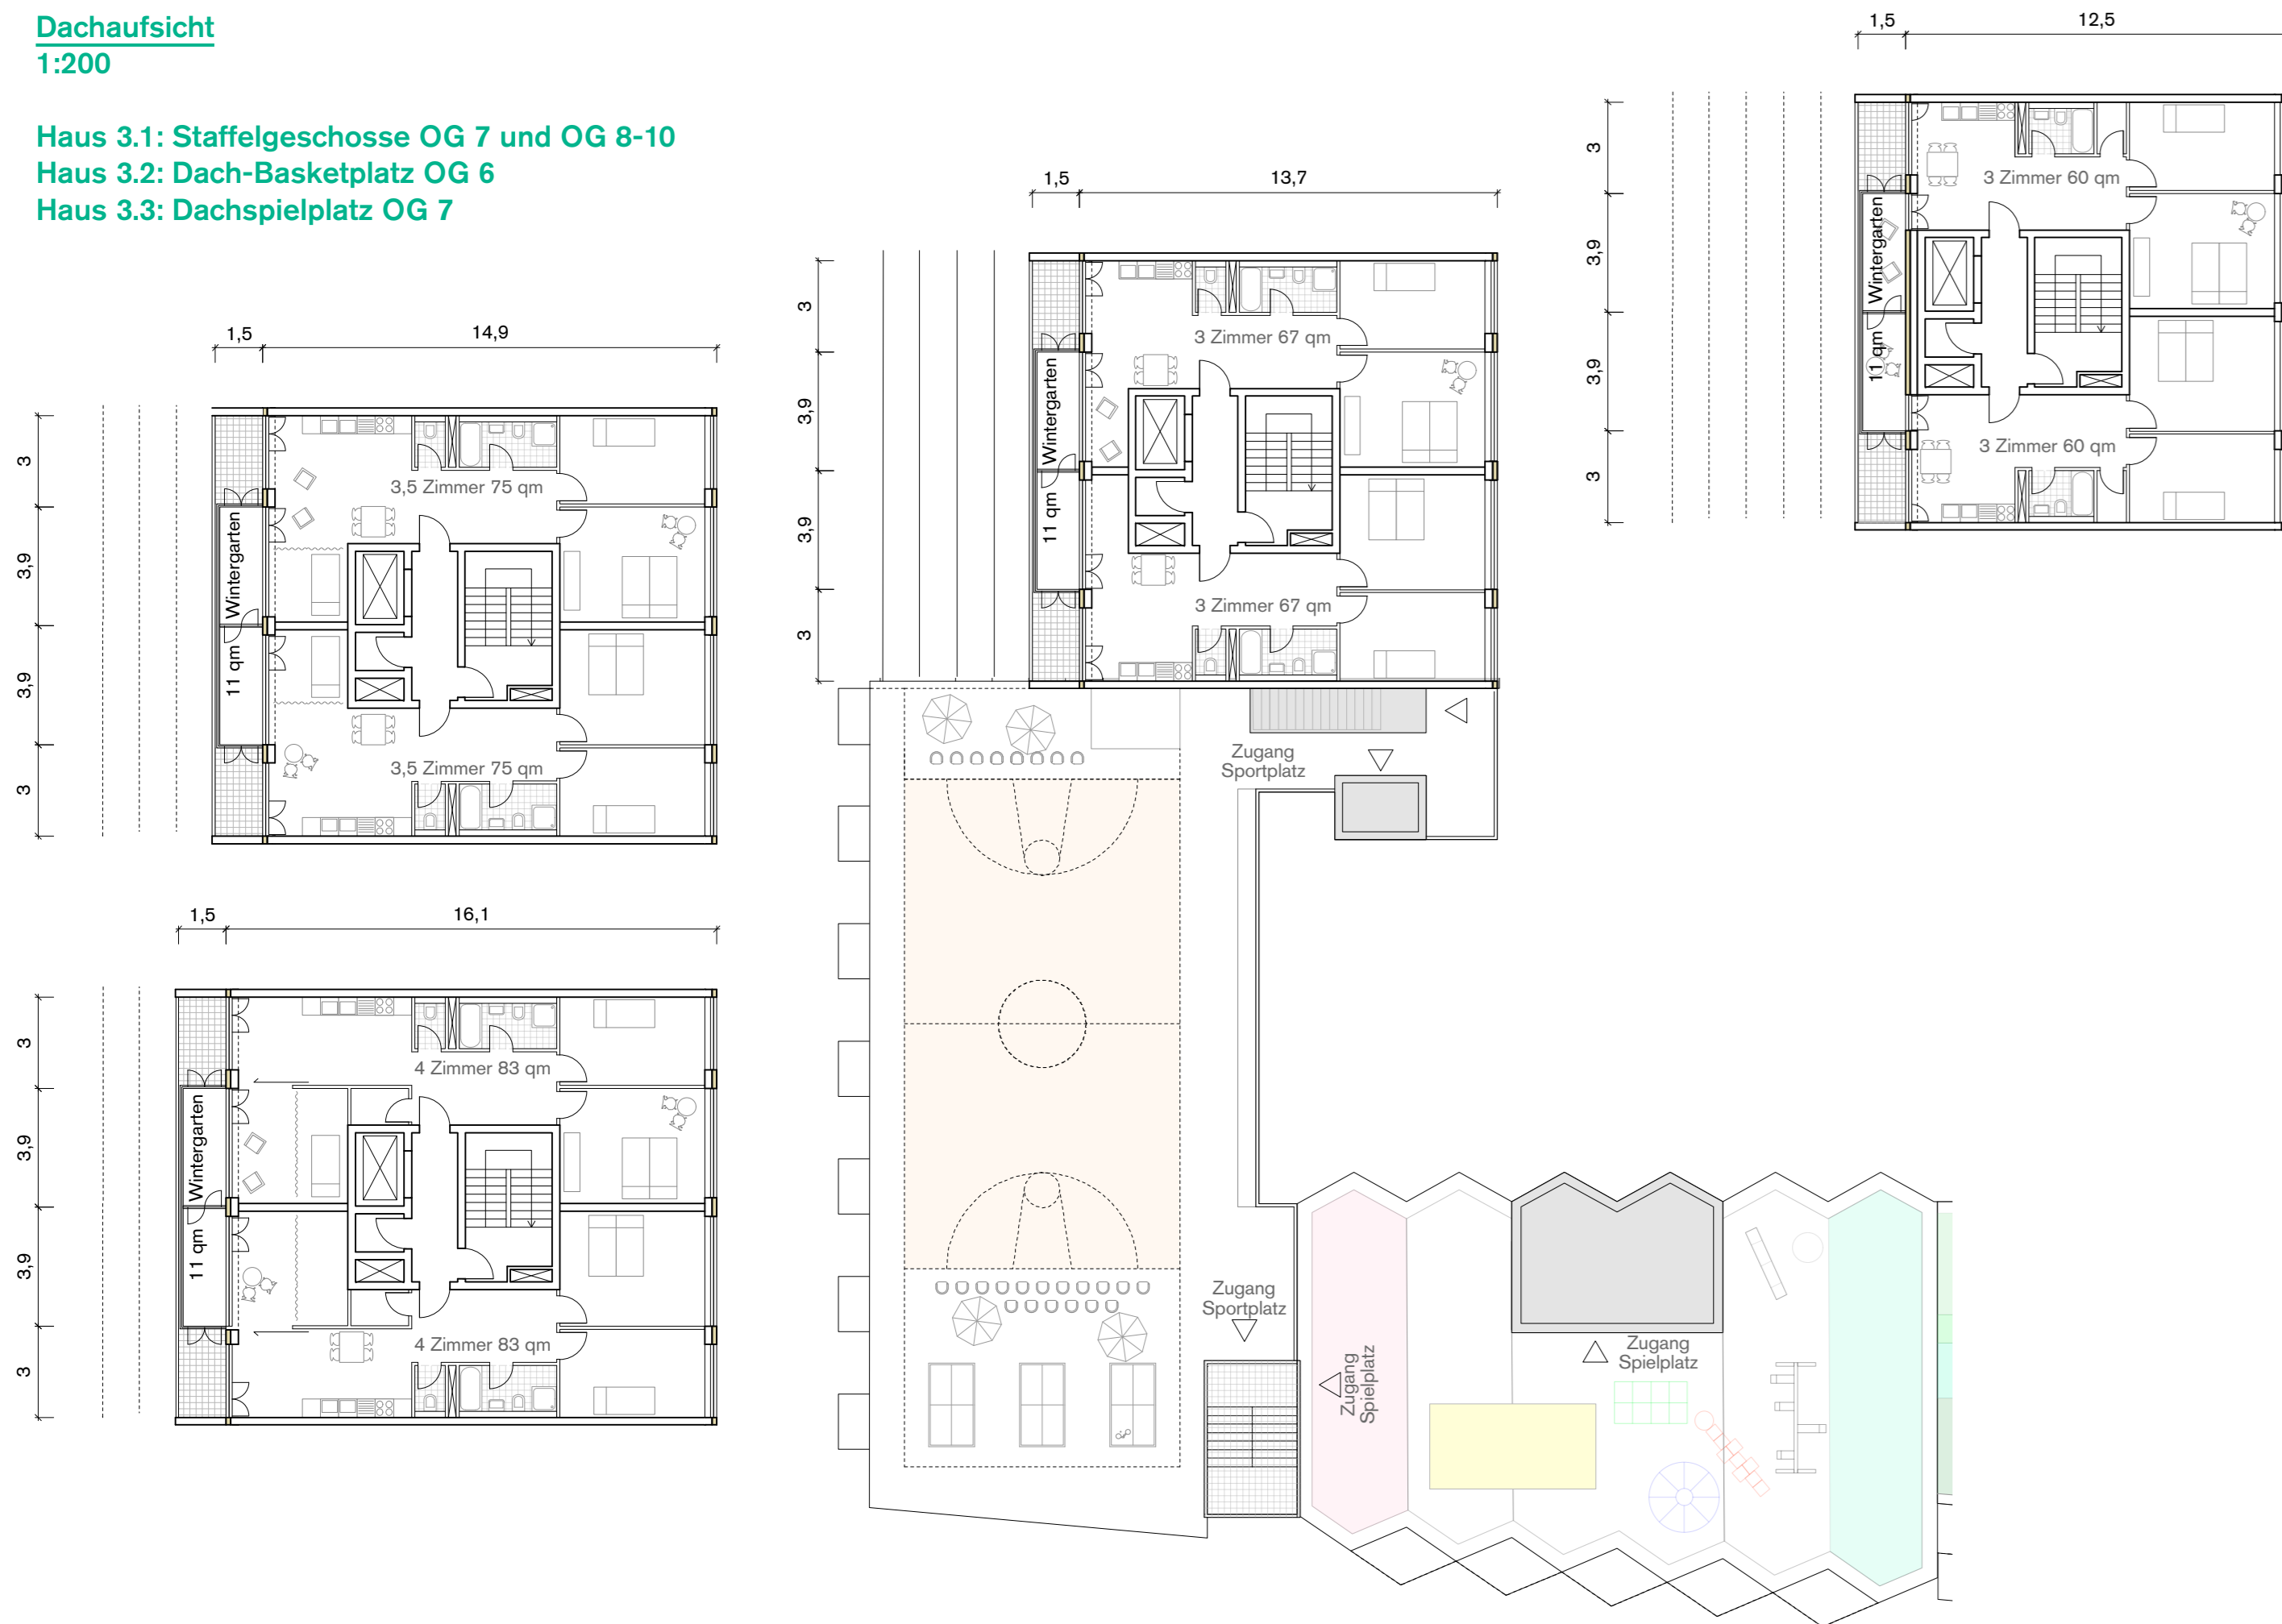 Dachaufsicht
1:200
Haus 3.1: Staffelgeschosse OG 7 und OG 8-10
Haus 3.2: Dach-Basketplatz OG 6
Haus 3.3: Dachspielplatz OG 7
1,5
12,5
3
3,9
3,9
3
3 Zimmer 60 qm
Wintergarten
11 qm
3 Zimmer 60 qm
1,5
13,7
3
3,9
3,9
3
3 Zimmer 67 qm
Wintergarten
11 qm
3 Zimmer 67 qm
1,5
14,9
3
3,9
3,9
3
3,5 Zimmer 75 qm
Wintergarten
11 qm
3,5 Zimmer 75 qm
1,5
16,1
3
3,9
3,9
3
4 Zimmer 83 qm
Wintergarten
11 qm
4 Zimmer 83 qm
Zugang
Sportplatz
Zugang
Sportplatz
Zugang
Spielplatz
Zugang
Spielplatz